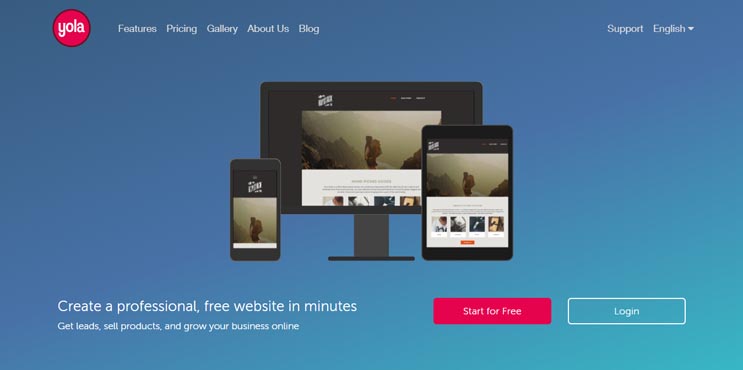 yola
Features Pricing Gallery About Us Blog
Support English
Create a professional, free website in minutes
Get leads, sell products, and grow your business online
Start for Free
Login